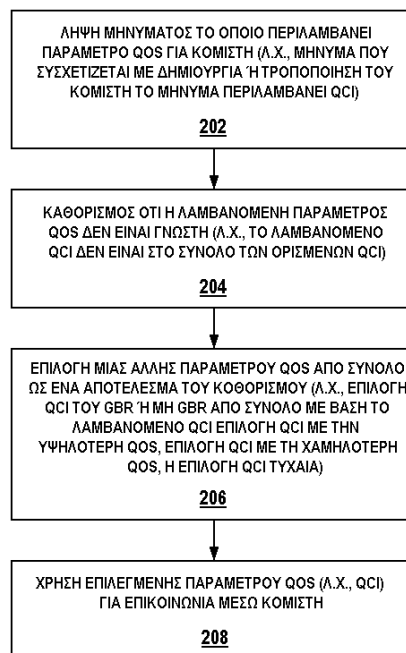 ΛΗΨΗ ΜΗΝΥΜΑΤΟΣ ΤΟ ΟΠΟΙΟ ΠΕΡΙΛΑΜΒΑΝΕΙ
ΠΑΡΑΜΕΤΡΟ QOS ΓΙΑ ΚΟΜΙΣΤΗ (Λ.Χ., ΜΗΝΥΜΑ ΠΟΥ
ΣΥΣΧΕΤΙΖΕΤΑΙ ΜΕ ΔΗΜΙΟΥΡΓΙΑ Ή ΤΡΟΠΟΠΟΙΗΣΗ ΤΟΥ
ΚΟΜΙΣΤΗ ΤΟ ΜΗΝΥΜΑ ΠΕΡΙΛΑΜΒΑΝΕΙ QCI)
202
ΚΑΘΟΡΙΣΜΟΣ ΟΤΙ Η ΛΑΜΒΑΝΟΜΕΝΗ ΠΑΡΑΜΕΤΡΟΣ
QOS ΔΕΝ ΕΙΝΑΙ ΓΝΩΣΤΗ (Λ.Χ., ΤΟ ΛΑΜΒΑΝΟΜΕΝΟ
QCI ΔΕΝ ΕΙΝΑΙ ΣΤΟ ΣΥΝΟΛΟ ΤΩΝ ΟΡΙΣΜΕΝΩΝ QCI)
204
ΕΠΙΛΟΓΗ ΜΙΑΣ ΑΛΛΗΣ ΠΑΡΑΜΕΤΡΟΥ QOS ΑΠΟ ΣΥΝΟΛΟ
ΩΣ ΕΝΑ ΑΠΟΤΕΛΕΣΜΑ ΤΟΥ ΚΟΘΟΡΙΣΜΟΥ (Λ.Χ., ΕΠΙΛΟΓΗ
QCI ΤΟΥ GBR Ή ΜΗ GBR ΑΠΟ ΣΥΝΟΛΟ ΜΕ ΒΑΣΗ ΤΟ
ΛΑΜΒΑΝΟΜΕΝΟ QCI ΕΠΙΛΟΓΗ QCI ΜΕ ΤΗΝ
ΥΨΗΛΟΤΕΡΗ QOS, ΕΠΙΛΟΓΗ QCI ΜΕ ΤΗ ΧΑΜΗΛΟΤΕΡΗ
QOS, Η ΕΠΙΛΟΓΗ QCI ΤΥΧΑΙΑ)
206
ΧΡΗΣΗ ΕΠΙΛΕΓΜΕΝΗΣ ΠΑΡΑΜΕΤΡΟΥ QOS (Λ.Χ., QCI)
ΓΙΑ ΕΠΙΚΟΙΝΩΝΙΑ ΜΕΣΩ ΚΟΜΙΣΤΗ
208